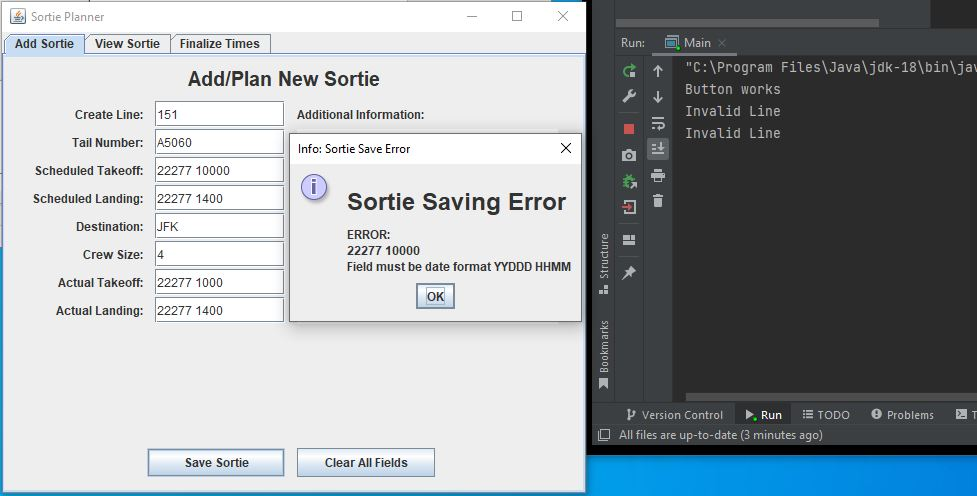 Sortie Planner
Add Sortie View Sortie Finalize Times
Add/Plan New Sortie
Create Line: 151 Additional Information:
Tail Number: A5060
Scheduled Takeoff: 22277 10000
Scheduled Landing: 22277 1400
Destination: JFK
Crew Size: 4
Actual Takeoff: 22277 1000
Actual Landing: 22277 1400
Save Sortie Clear All Fields
Info: Sortie Save Error
i
Sortie Saving Error
ERROR:
22277 10000
Field must be date format YYDDD HHMM
OK
Run: Main
"C:\Program Files\Java\jdk-18\bin\jav
Button works
Invalid Line
Invalid Line
Structure
Bookmarks
Version Control Run TODO Problems T
All files are up-to-date (3 minutes ago)